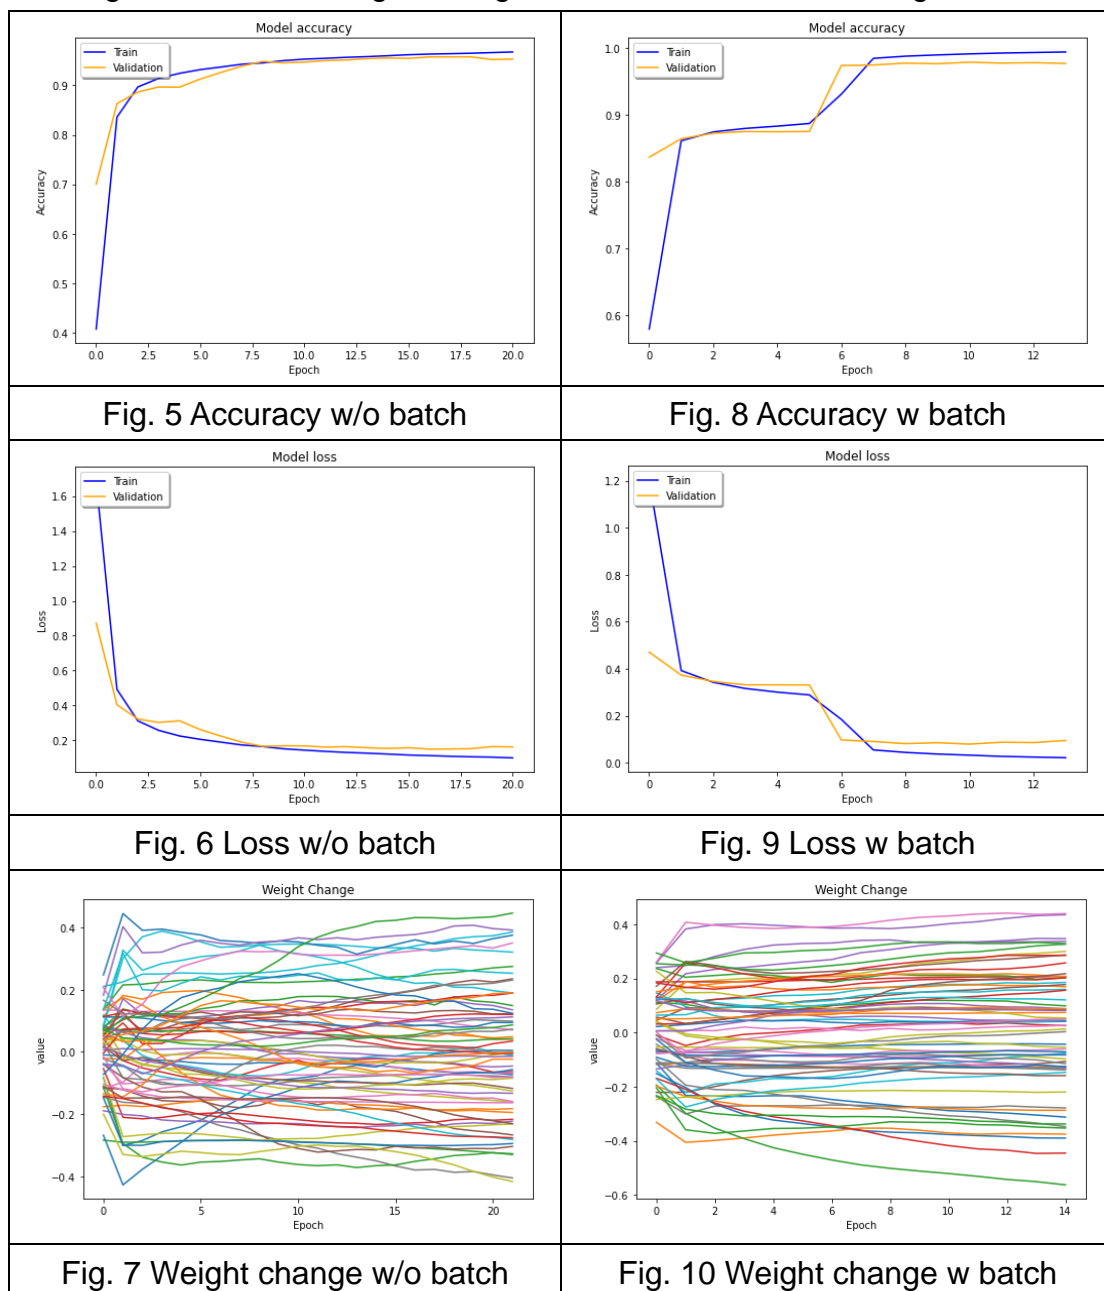 Model accuracy
Train
Validation
Accuracy
0.9
0.8
0.7
0.6
0.5
0.4
0.0 2.5 5.0 7.5 10.0 12.5 15.0 17.5 20.0
Epoch
Model accuracy
Train
Validation
Accuracy
1.0
0.9
0.8
0.7
0.6
0 2 4 6 8 10 12
Epoch
Fig. 5 Accuracy w/o batch
Fig. 8 Accuracy w batch
Model loss
Train
Validation
Loss
1.6
1.4
1.2
1.0
0.8
0.6
0.4
0.2
0.0 2.5 5.0 7.5 10.0 12.5 15.0 17.5 20.0
Epoch
Model loss
Train
Validation
Loss
1.2
1.0
0.8
0.6
0.4
0.2
0.0
0 2 4 6 8 10 12
Epoch
Fig. 6 Loss w/o batch
Fig. 9 Loss w batch
Weight Change
value
0.4
0.2
0.0
−0.2
−0.4
0 5 10 15 20
Epoch
Weight Change
value
0.4
0.2
0.0
−0.2
−0.4
−0.6
0 2 4 6 8 10 12 14
Epoch
Fig. 7 Weight change w/o batch
Fig. 10 Weight change w batch